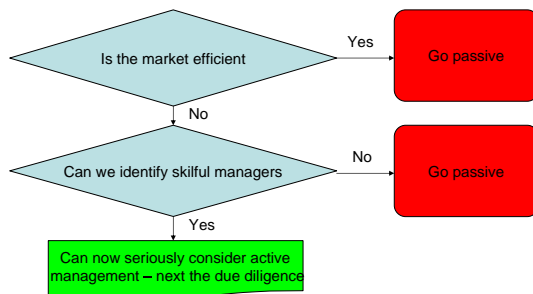 Is the market efficient
Yes
Go passive
No
Can we identify skilful managers
No
Go passive
Yes
Can now seriously consider active
management – next the due diligence